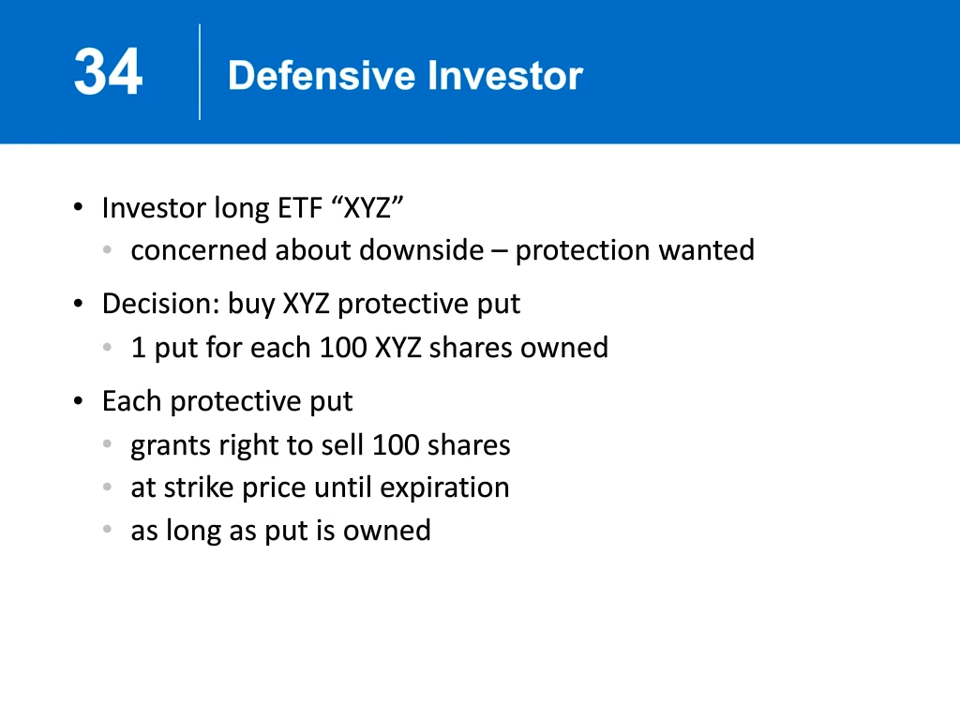 34
Defensive Investor
• Investor long ETF “XYZ”
• concerned about downside – protection wanted
• Decision: buy XYZ protective put
• 1 put for each 100 XYZ shares owned
• Each protective put
• grants right to sell 100 shares
• at strike price until expiration
• as long as put is owned